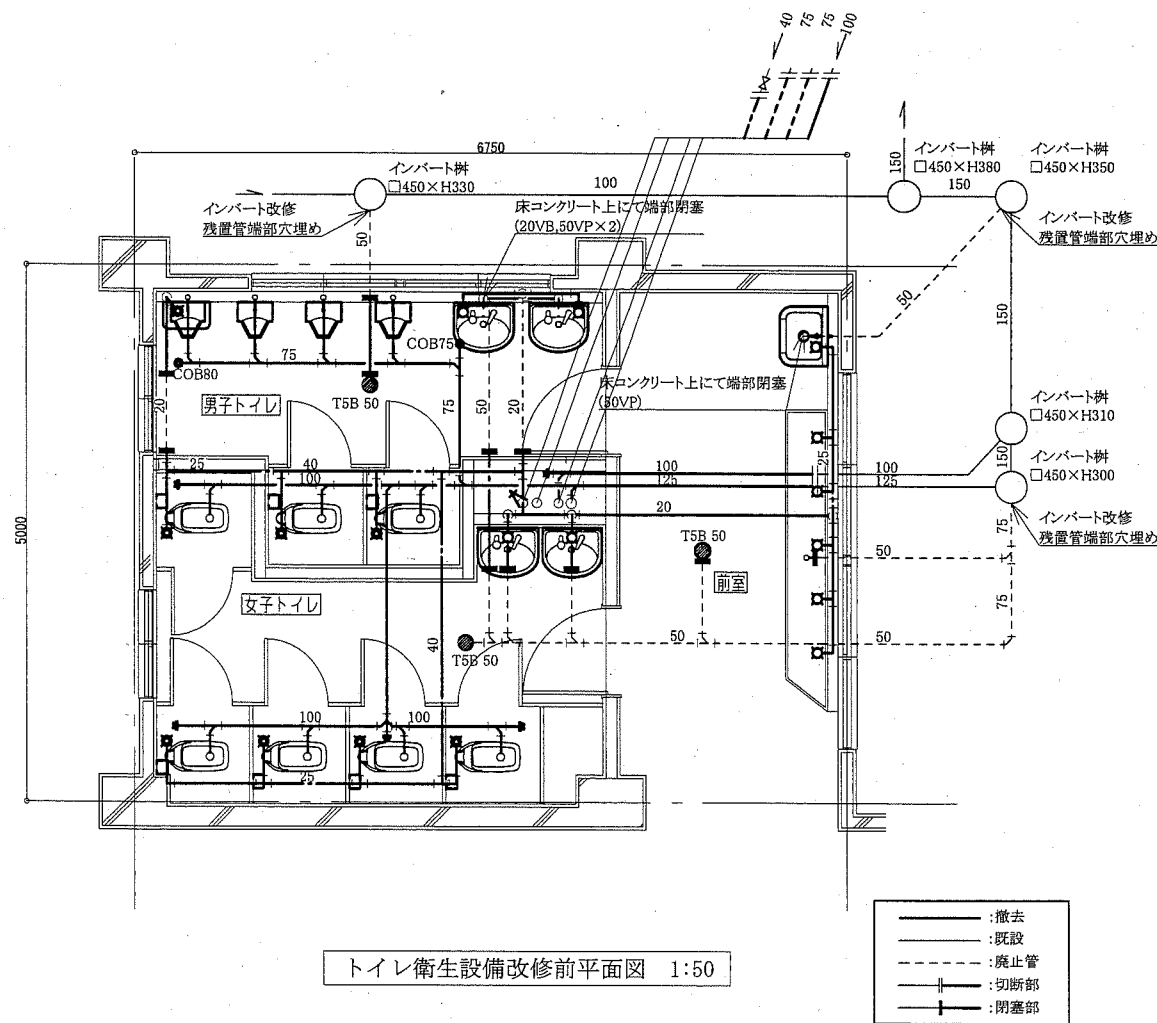 40
75
75
100
6750
インバート桝
□450×H330
インバート改修
残置管端部穴埋め
50
100
床コンクリート上にて端部閉塞
(20VB,50VP×2)
150
インバート桝
□450×H380
150
インバート桝
□450×H350
インバート改修
残置管端部穴埋め
50
150
5000
COB75
COB80
75
T5B 50
男子トイレ
20
75
50
20
床コンクリート上にて端部閉塞
(50VP)
25
インバート桝
□450×H310
150
インバート桝
□450×H300
インバート改修
残置管端部穴埋め
25
40
100
100
125
100
125
20
T5B 50
前室
50
75
75
女子トイレ
T5B 50
40
50
50
100
100
25
トイレ衛生設備改修前平面図 1:50
:撤去
:既設
:廃止管
:切断部
:閉塞部